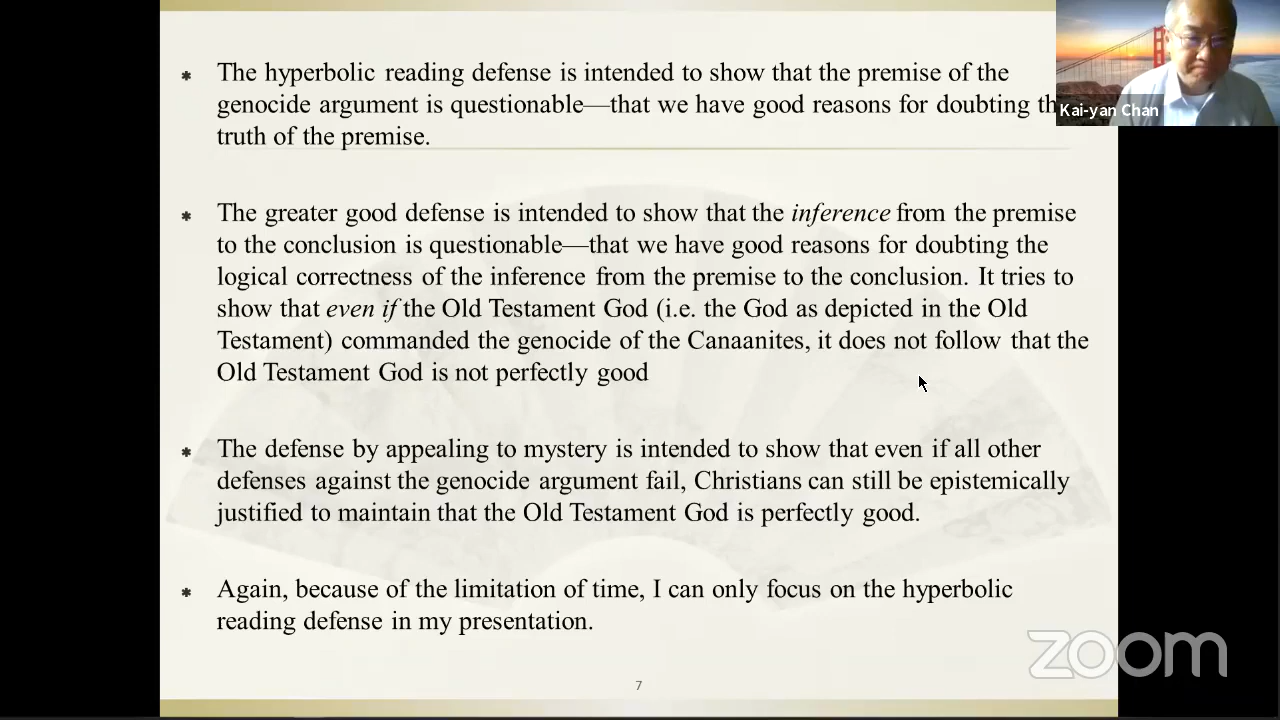 The hyperbolic reading defense is intended to show that the premise of the
genocide argument is questionable—that we have good reasons for doubting th
truth of the premise.
Kai-yan Chan
The greater good defense is intended to show that the inference from the premise
to the conclusion is questionable—that we have good reasons for doubting the
logical correctness of the inference from the premise to the conclusion. It tries to
show that even if the Old Testament God (i.e. the God as depicted in the Old
Testament) commanded the genocide of the Canaanites, it does not follow that the
Old Testament God is not perfectly good
The defense by appealing to mystery is intended to show that even if all other
defenses against the genocide argument fail, Christians can still be epistemically
justified to maintain that the Old Testament God is perfectly good.
Again, because of the limitation of time, I can only focus on the hyperbolic
reading defense in my presentation.
zoom
7